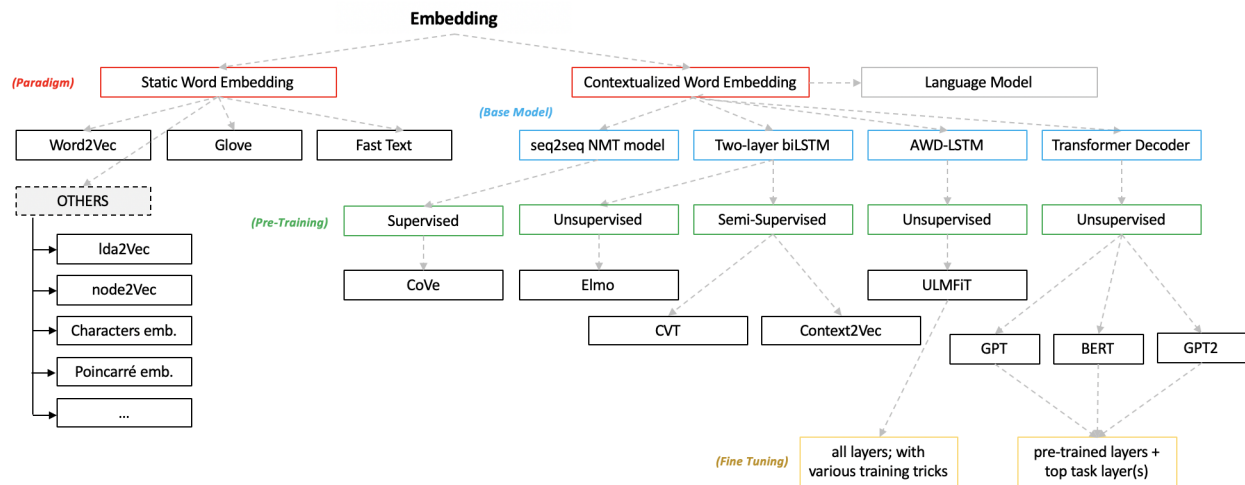 Embedding
(Paradigm)
Static Word Embedding
Contextualized Word Embedding
Language Model
(Base Model)
Word2Vec
Glove
Fast Text
seq2seq NMT model
Two-layer biLSTM
AWD-LSTM
Transformer Decoder
OTHERS
(Pre-Training)
Supervised
Unsupervised
Semi-Supervised
Unsupervised
Unsupervised
lda2Vec
node2Vec
Characters emb.
Poincarré emb.
...
CoVe
Elmo
ULMFiT
CVT
Context2Vec
GPT
BERT
GPT2
(Fine Tuning)
all layers; with
various training tricks
pre-trained layers +
top task layer(s)